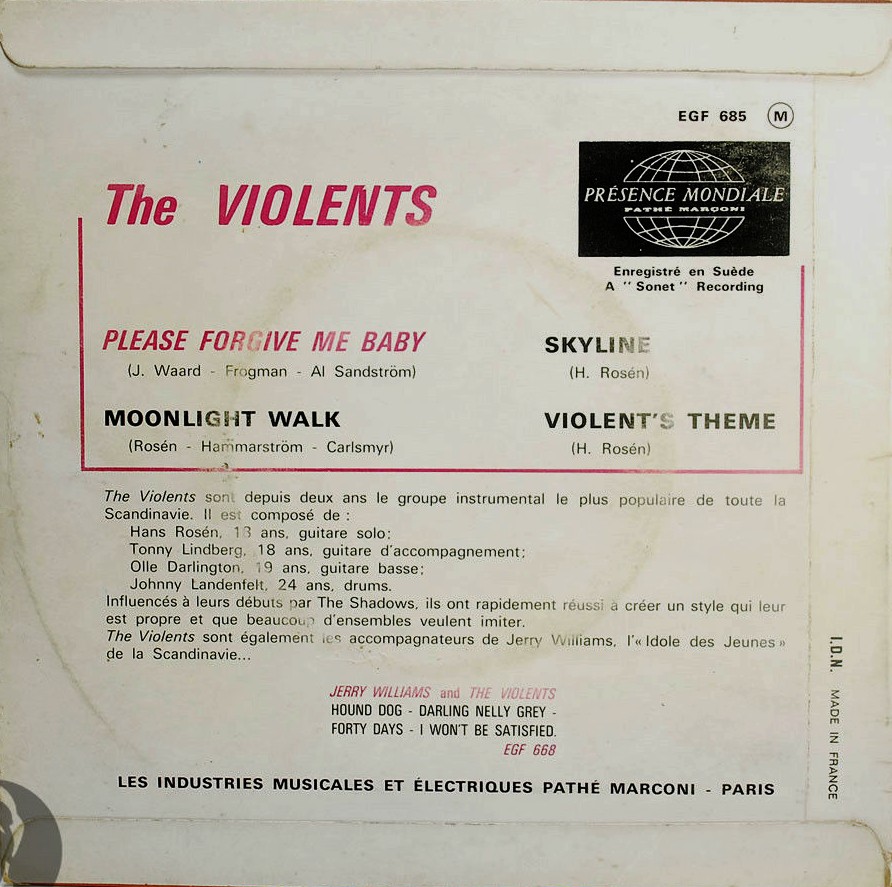 EGF 685 M
PRÉSENCE MONDIALE
PATHÉ MARCONI
Enregistré en Suède
A "Sonet" Recording
The VIOLENTS
PLEASE FORGIVE ME BABY
(J. Waard - Frogman - Al Sandström)
MOONLIGHT WALK
(Rosén - Hammarström - Carlsmyr)
SKYLINE
(H. Rosén)
VIOLENT'S THEME
(H. Rosén)
The Violents sont depuis deux ans le groupe instrumental le plus populaire de toute la
Scandinavie. Il est composé de :
Hans Rosén, ans, guitare solo;
Tonny Lindberg, 18 ans, guitare d'accompagnement;
Olle Darlington, 19 ans, guitare basse;
Johnny Landenfelt, 24 ans, drums.
Influencés à leurs débuts par The Shadows, ils ont rapidement réussi à créer un style qui leur
est propre et que beaucoup d'ensembles veulent imiter.
The Violents sont également les accompagnateurs de Jerry Williams, l'« Idole des Jeunes »
de la Scandinavie...
JERRY WILLIAMS and THE VIOLENTS
HOUND DOG - DARLING NELLY GREY -
FORTY DAYS - I WON'T BE SATISFIED.
EGF 668
LES INDUSTRIES MUSICALES ET ÉLECTRIQUES PATHÉ MARCONI - PARIS
I.D.N. MADE IN FRANCE